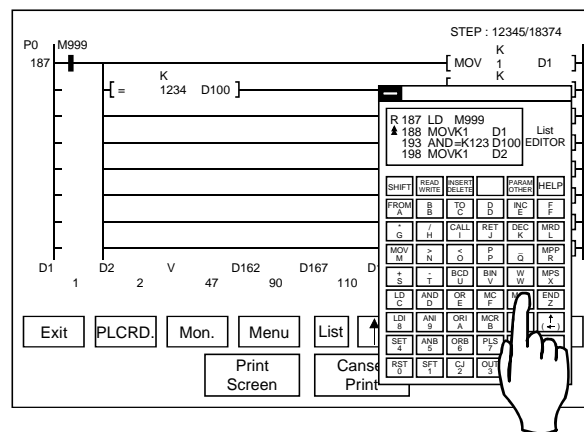 STEP : 12345/18374
P0 M999
187
K
MOV 1 D1
K
K
= 1234 D100
R 187 LD M999
188 MOVK1 D1
193 AND=K123 D100
198 MOVK1 D2
List
EDITOR
SHIFT READ WRITE INSERT DELETE PARAM OTHER HELP
FROM A B B TO C D D INC E F F
* G / H CALL I RET J DEC K MRD L
MOV M > N < O P P Q MPP R
+ S - T BCD U BIN V W W MPS X
LD C AND D OR E MC F END Z
LDI 8 ANI 9 ORI A MCR B
SET 4 ANB 5 ORB 6 PLS 7
RST 0 SFT 1 CJ 2 OUT 3
D1 D2 V D162 D167
1 2 47 90 110
Exit PLCRD. Mon. Menu List
Print
Screen
Canse
Print